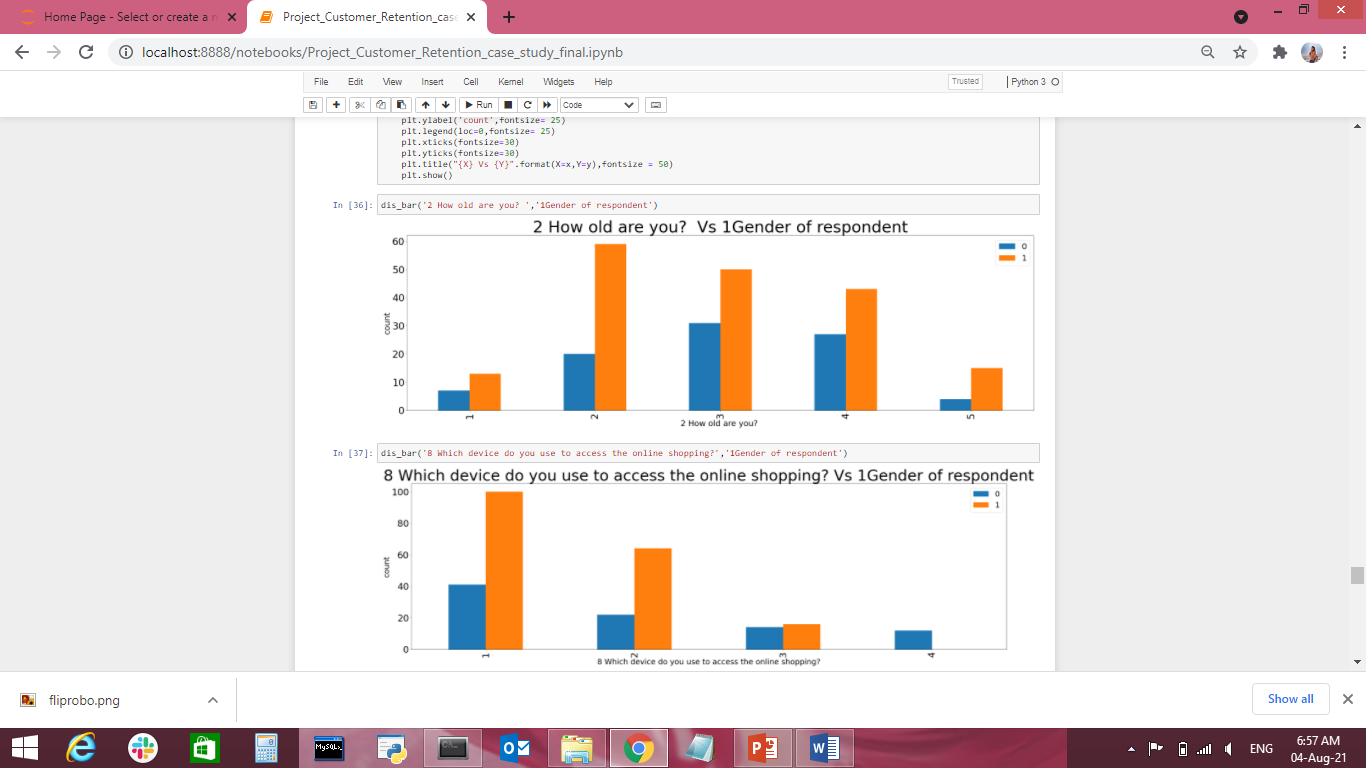 Home Page - Select or create a n
Project_Customer_Retention_case
localhost:8888/notebooks/Project_Customer_Retention_case_study_final.ipynb
File Edit View Insert Cell Kernel Widgets Help Trusted Python 3
Run Code
plt.ylabel('count',fontsize= 25)
plt.legend(loc=0,fontsize= 25)
plt.xticks(fontsize=30)
plt.yticks(fontsize=30)
plt.title("{X} Vs {Y}".format(X=x,Y=y),fontsize = 50)
plt.show()
In [36]: dis_bar('2 How old are you? ','1Gender of respondent')
2 How old are you?  Vs 1Gender of respondent
60
50
40
30
20
10
0
count
0
1
1 2 3 4 5
2 How old are you?
In [37]: dis_bar('8 Which device do you use to access the online shopping?','1Gender of respondent')
8 Which device do you use to access the online shopping? Vs 1Gender of respondent
100
80
60
40
20
0
count
0
1
1 2 3 4
8 Which device do you use to access the online shopping?
fliprobo.png
Show all
MySQL
C:\_
ENG
6:57 AM
04-Aug-21